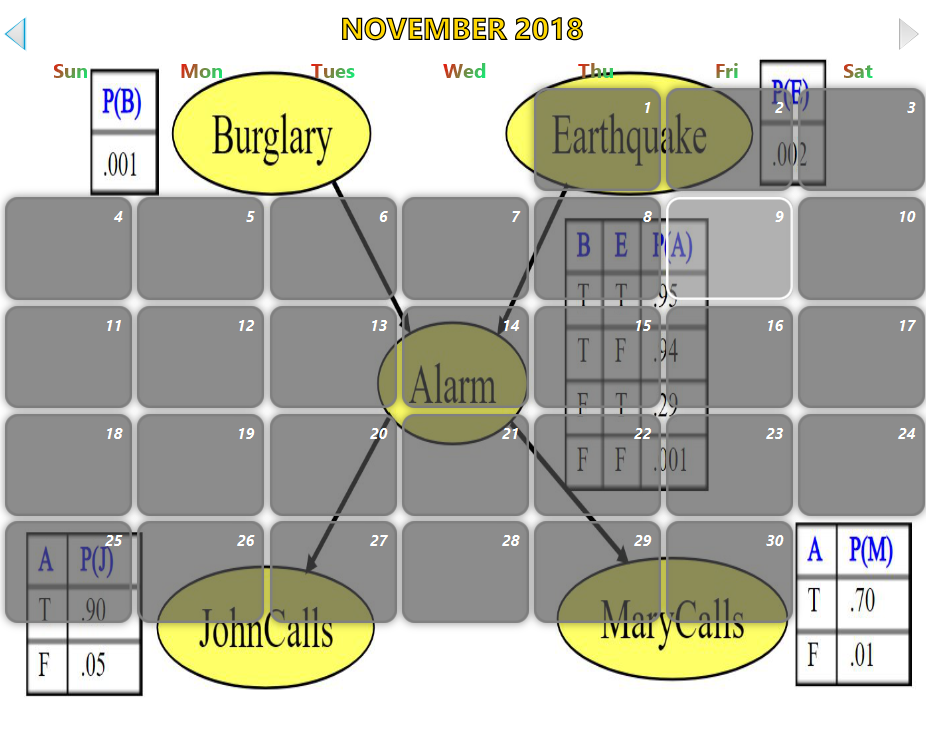 NOVEMBER 2018
Sun Mon Tues Wed Thu Fri Sat
P(B)
.001
Burglary
Earthquake
P(E)
.002
1 2 3
4 5 6 7 8 9 10
B E P(A)
T T .95
T F .94
F T .29
F F .001
11 12 13 14 15 16 17
Alarm
18 19 20 21 22 23 24
25 26 27 28 29 30
A P(J)
T .90
F .05
JohnCalls
MaryCalls
A P(M)
T .70
F .01